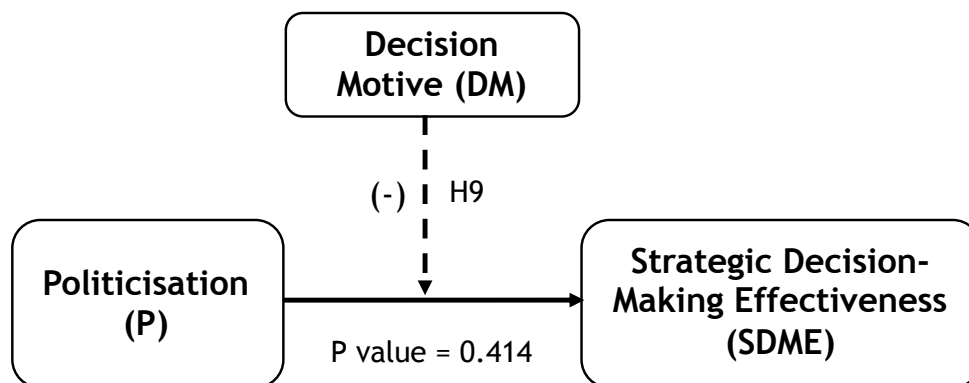 Decision
Motive (DM)
(-) H9
Politicisation
(P)
Strategic Decision-
Making Effectiveness
(SDME)
P value = 0.414